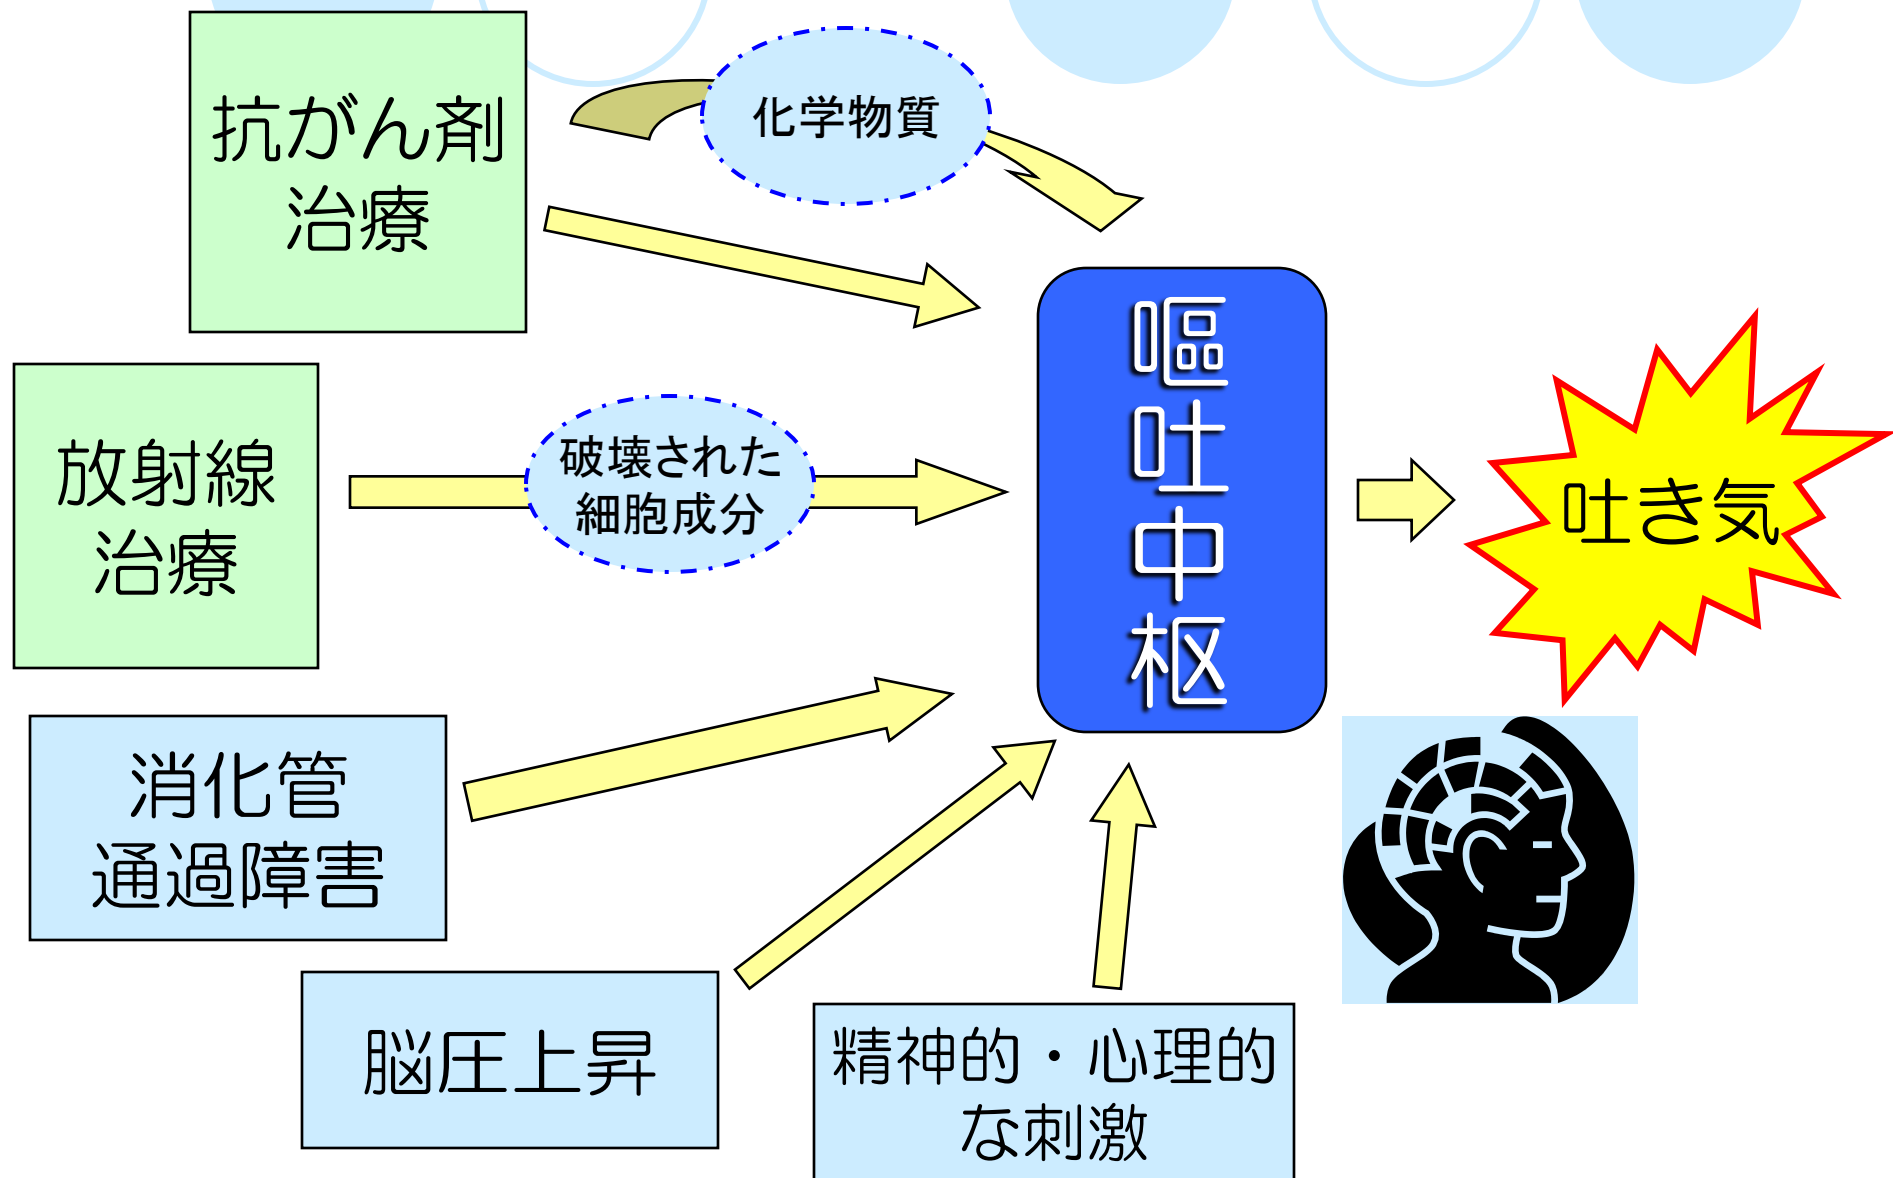 抗がん剤
治療
化学物質
放射線
治療
破壊された
細胞成分
嘔吐中枢
吐き気
消化管
通過障害
脳圧上昇
精神的・心理的
な刺激